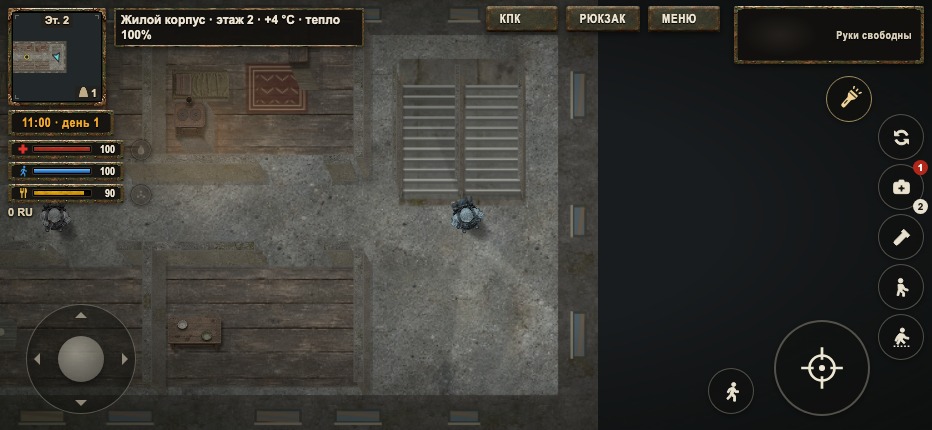 Эт. 2
Жилой корпус · этаж 2 · +4 °C · тепло
100%
КПК
РЮКЗАК
МЕНЮ
Руки свободны
1
11:00 · день 1
100
100
90
0 RU
1
2